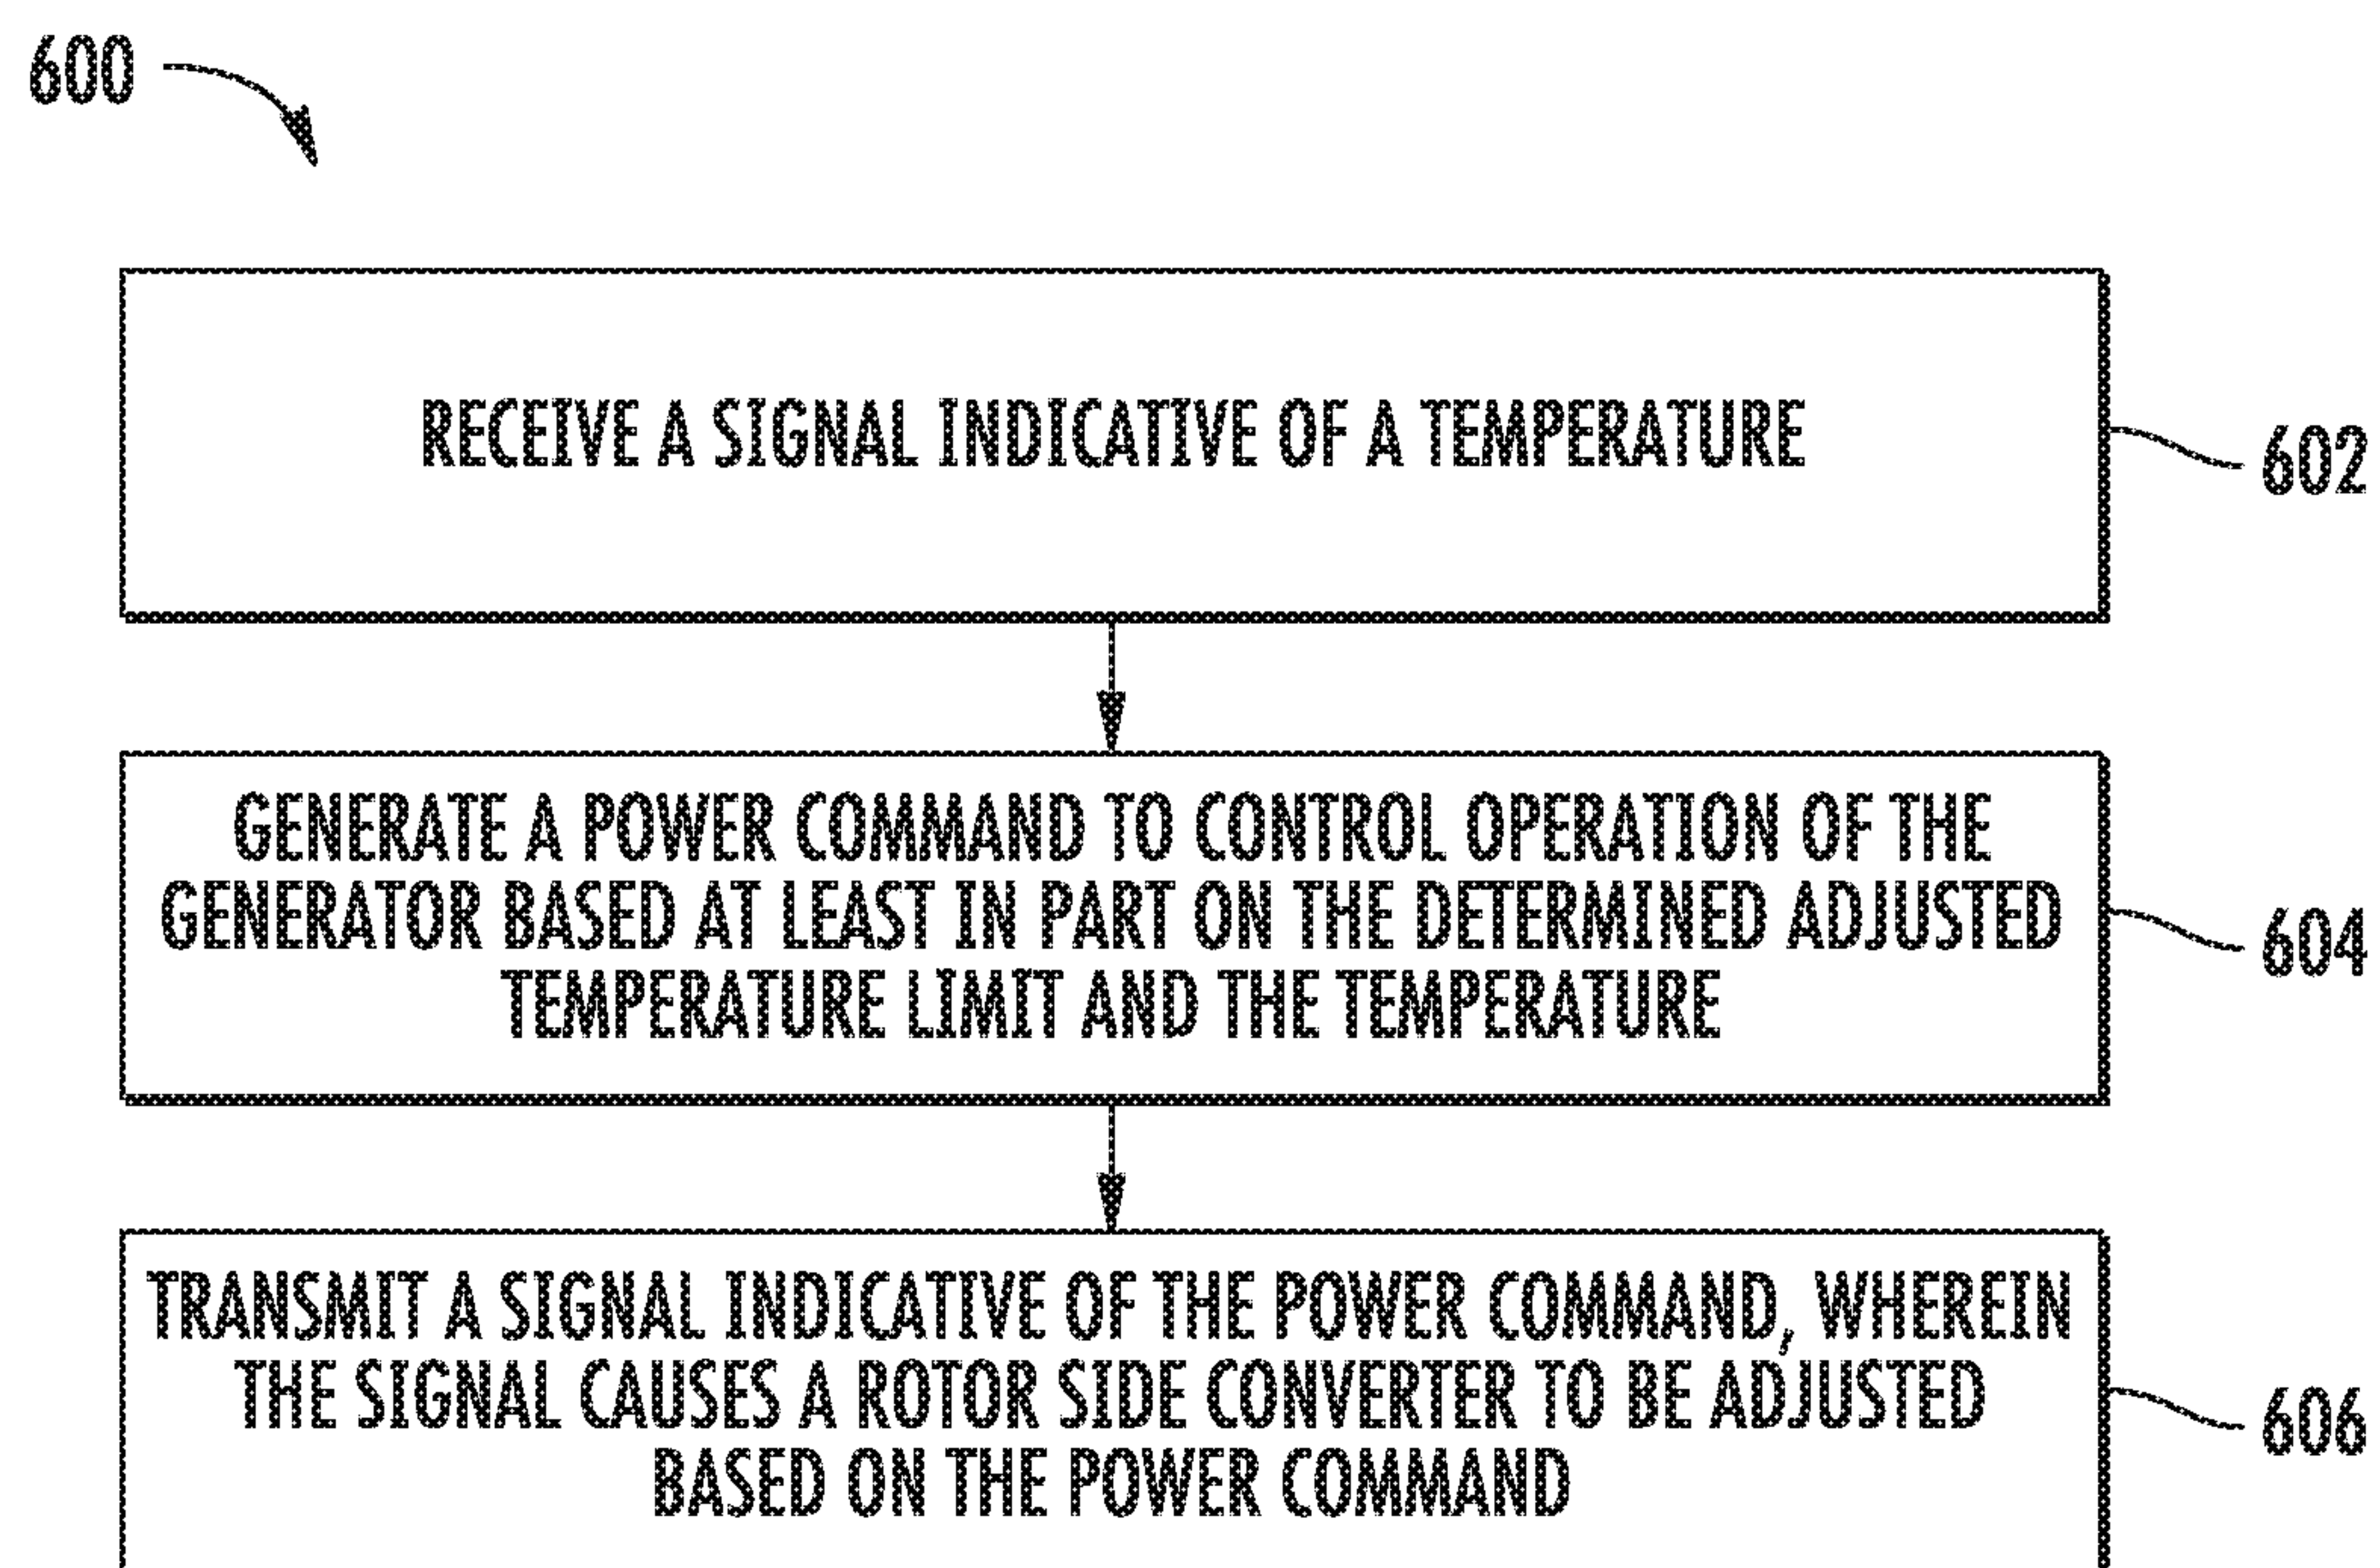 600
RECEIVE A SIGNAL INDICATIVE OF A TEMPERATURE
602
GENERATE A POWER COMMAND TO CONTROL OPERATION OF THE
GENERATOR BASED AT LEAST IN PART ON THE DETERMINED ADJUSTED
TEMPERATURE LIMIT AND THE TEMPERATURE
604
TRANSMIT A SIGNAL INDICATIVE OF THE POWER COMMAND, WHEREIN
THE SIGNAL CAUSES A ROTOR SIDE CONVERTER TO BE ADJUSTED
BASED ON THE POWER COMMAND
606